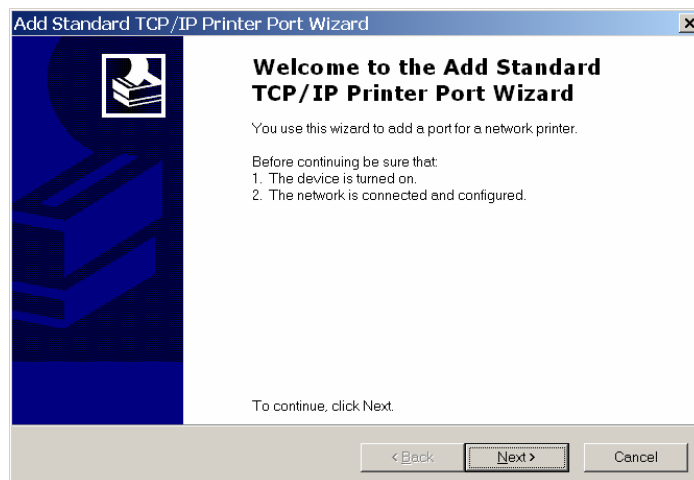 Add Standard TCP/IP Printer Port Wizard
Welcome to the Add Standard
TCP/IP Printer Port Wizard
You use this wizard to add a port for a network printer.
Before continuing be sure that:
1. The device is turned on.
2. The network is connected and configured.
To continue, click Next.
< Back Next > Cancel